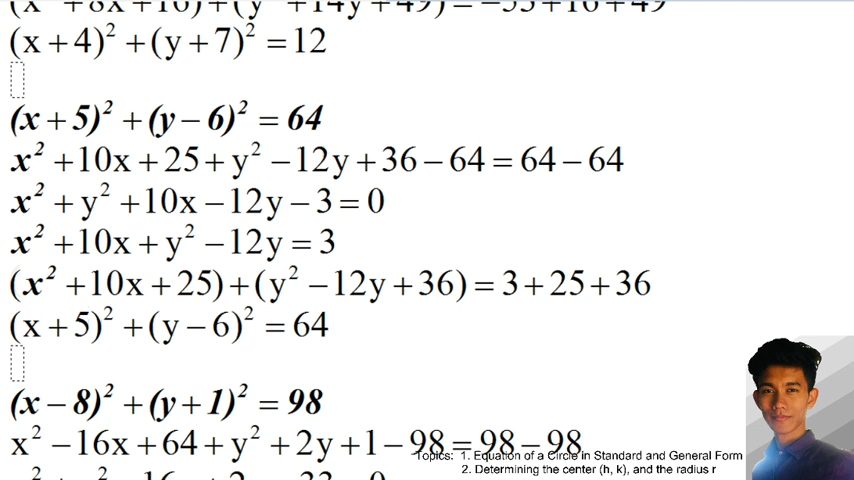 (x + 4)² + (y + 7)² = 12
(x + 5)² + (y − 6)² = 64
x² + 10x + 25 + y² − 12y + 36 − 64 = 64 − 64
x² + y² + 10x − 12y − 3 = 0
x² + 10x + y² − 12y = 3
(x² + 10x + 25) + (y² − 12y + 36) = 3 + 25 + 36
(x + 5)² + (y − 6)² = 64
(x − 8)² + (y + 1)² = 98
x² − 16x + 64 + y² + 2y + 1 − 98 = 98 − 98
Topics: 1. Equation of a Circle in Standard and General Form
2. Determining the center (h, k), and the radius r